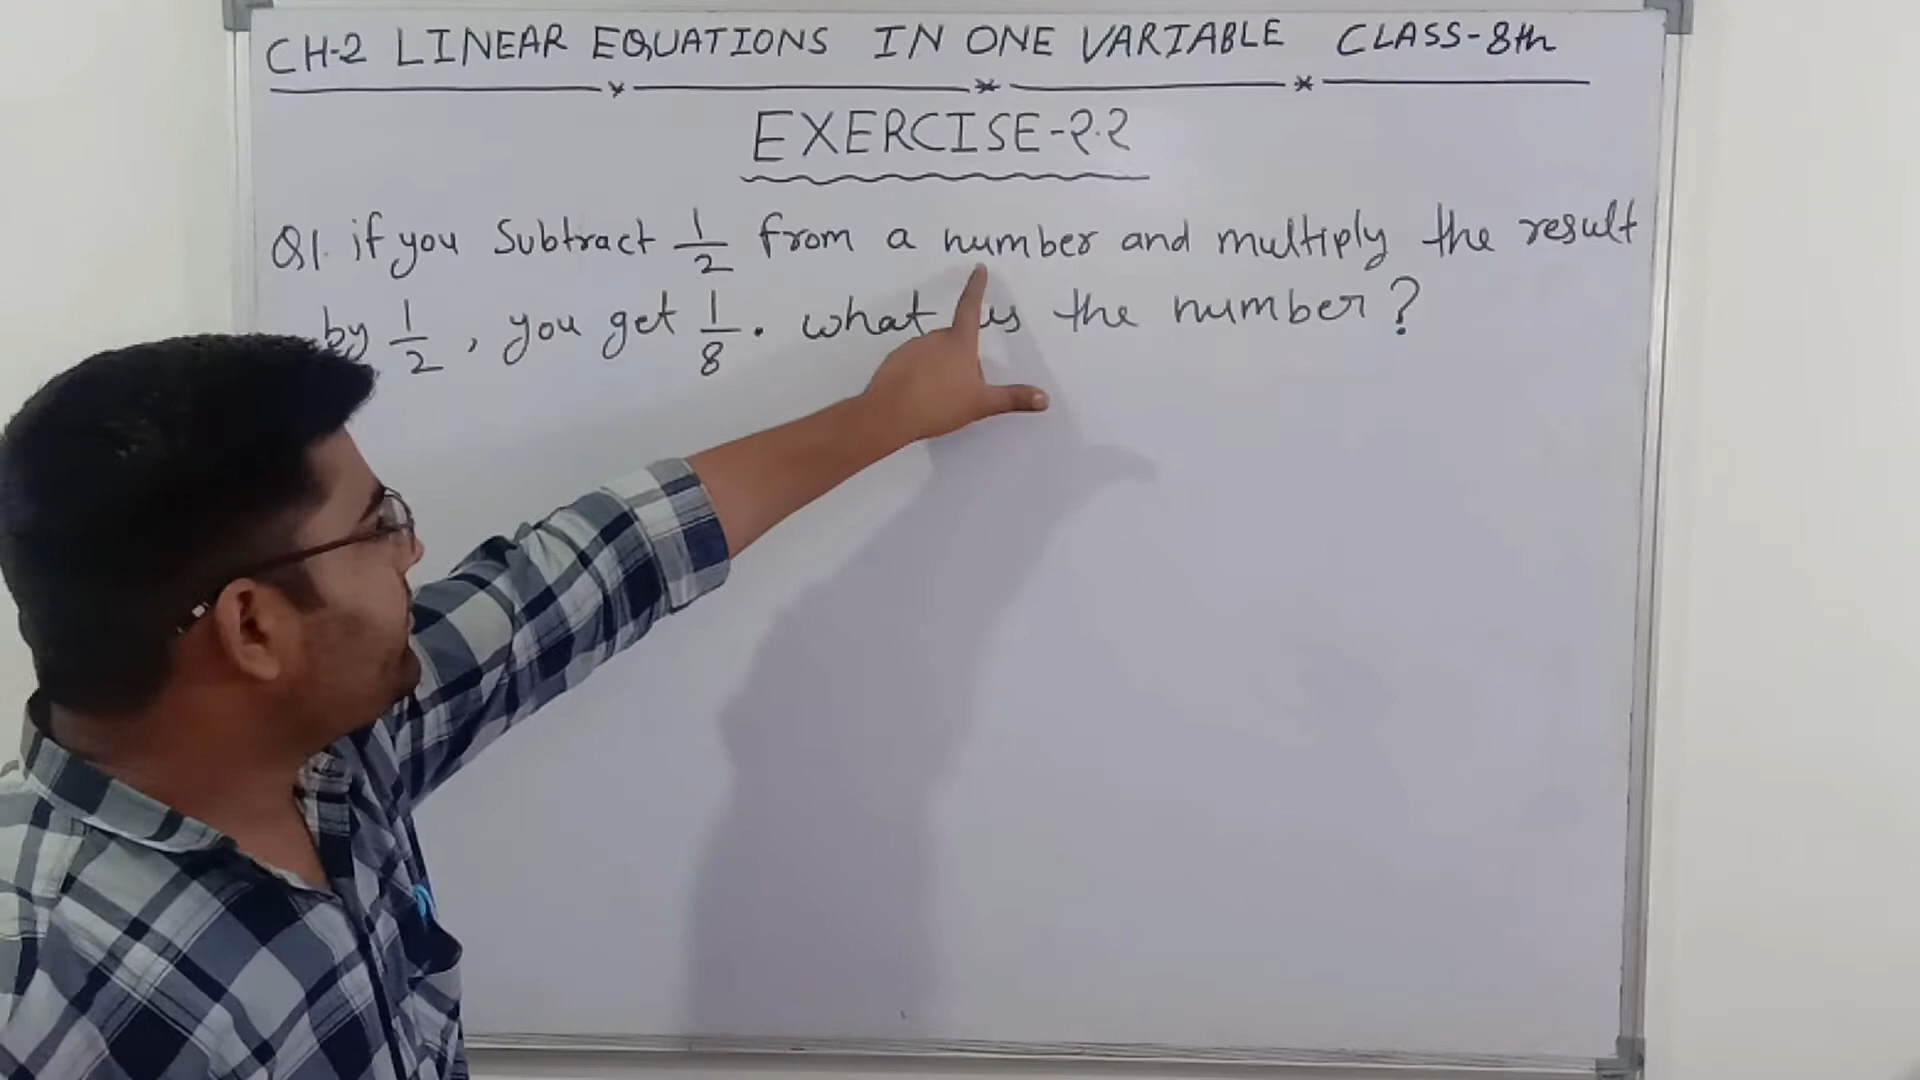 CH-2 LINEAR EQUATIONS IN ONE VARIABLE CLASS-8th
EXERCISE-2.2
Q1. if you Subtract 1/2 from a number and multiply the result
by 1/2, you get 1/8. what is the number?